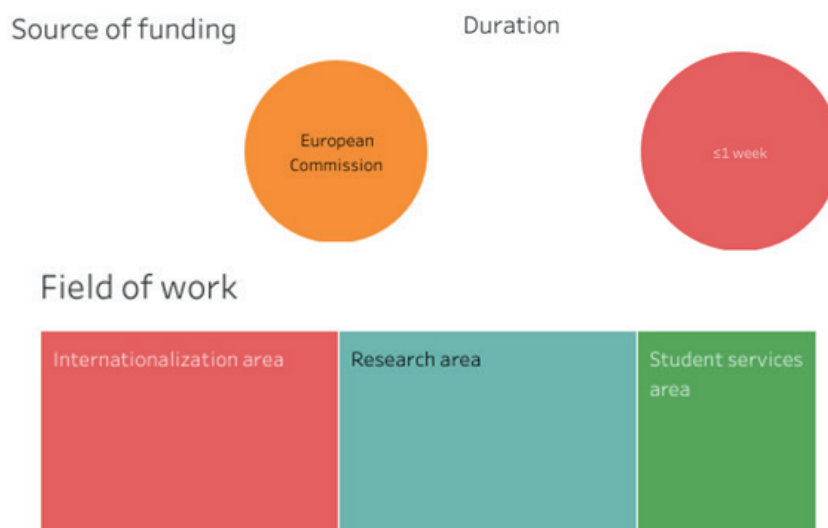 Source of funding
Duration
European
Commission
≤1 week
Field of work
Internationalization area
Research area
Student services
area